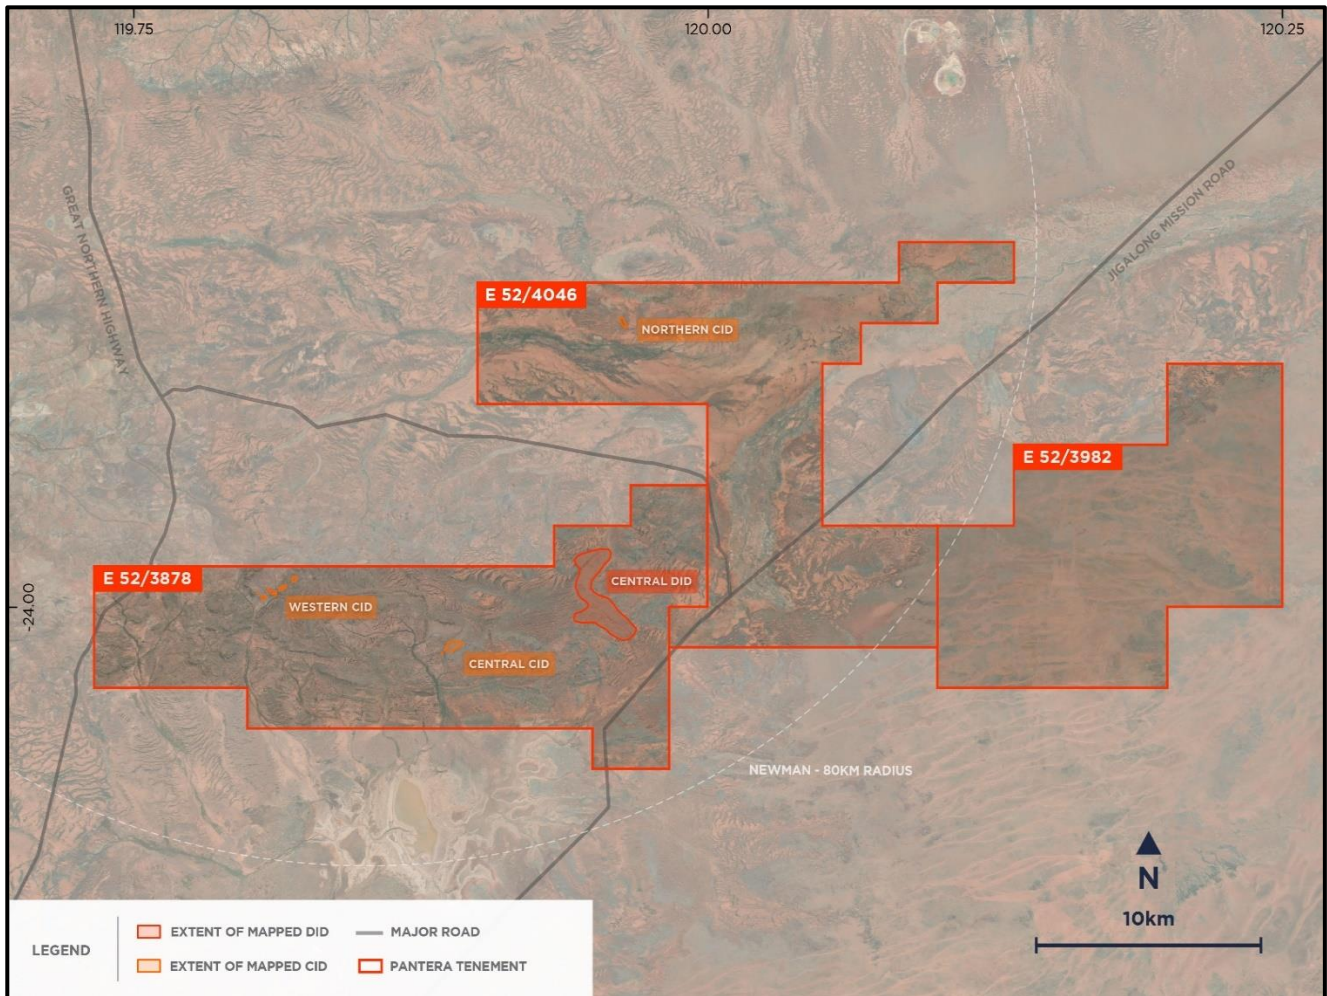 119.75
120.00
120.25
GREAT NORTHERN HIGHWAY
JIGALONG MISSION ROAD
E 52/4046
NORTHERN CID
E 52/3982
E 52/3878
CENTRAL DID
WESTERN CID
-24.00
CENTRAL CID
NEWMAN - 80KM RADIUS
N
10km
LEGEND
EXTENT OF MAPPED DID
MAJOR ROAD
EXTENT OF MAPPED CID
PANTERA TENEMENT